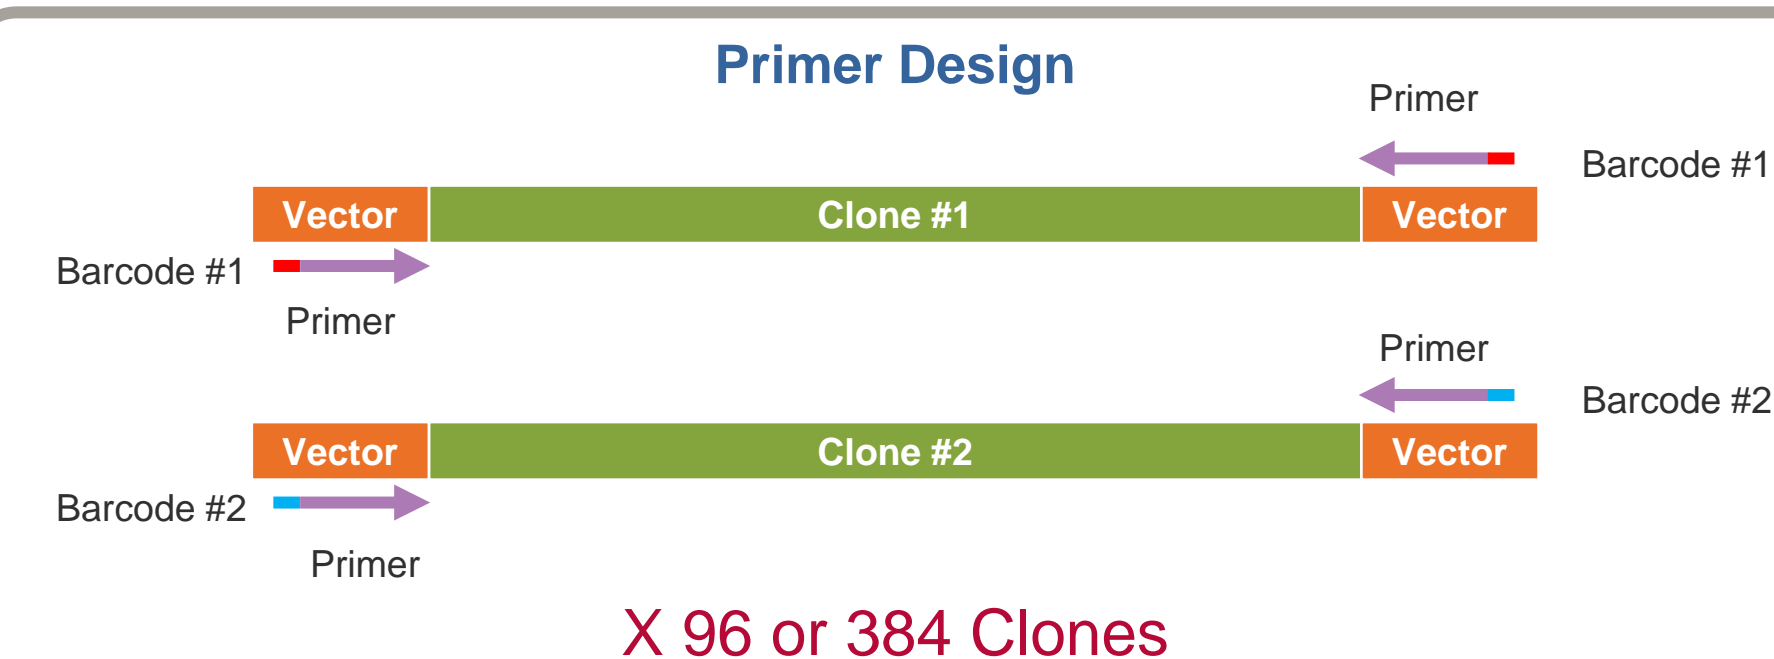 Primer Design
Primer
Barcode #1
Vector Clone #1 Vector
Barcode #1
Primer
Primer
Barcode #2
Vector Clone #2 Vector
Barcode #2
Primer
X 96 or 384 Clones